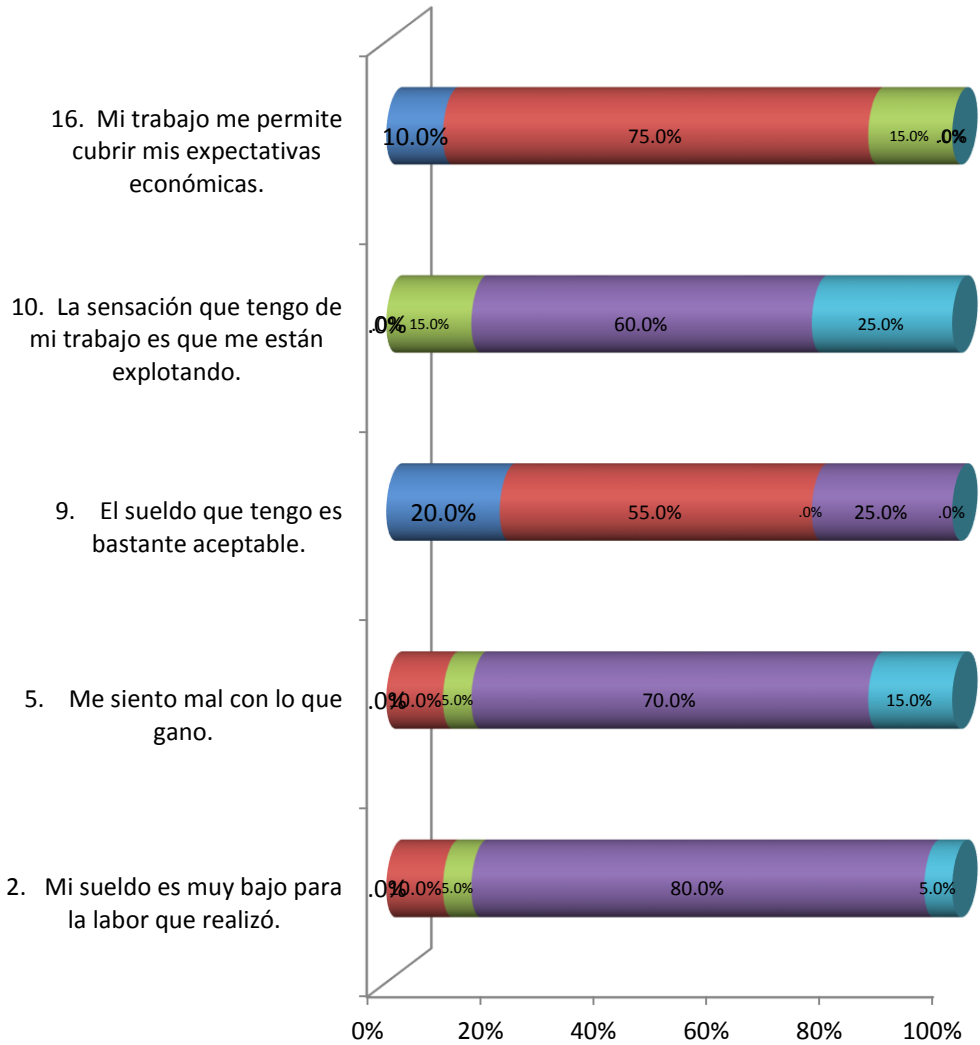 16. Mi trabajo me permite
cubrir mis expectativas
económicas.
10.0% 75.0% 15.0% .0%
10. La sensación que tengo de
mi trabajo es que me están
explotando.
.0% 15.0% 60.0% 25.0%
9. El sueldo que tengo es
bastante aceptable.
20.0% 55.0% .0% 25.0% .0%
5. Me siento mal con lo que
gano.
.0% 10.0% 5.0% 70.0% 15.0%
2. Mi sueldo es muy bajo para
la labor que realizó.
.0% 10.0% 5.0% 80.0% 5.0%
0% 20% 40% 60% 80% 100%